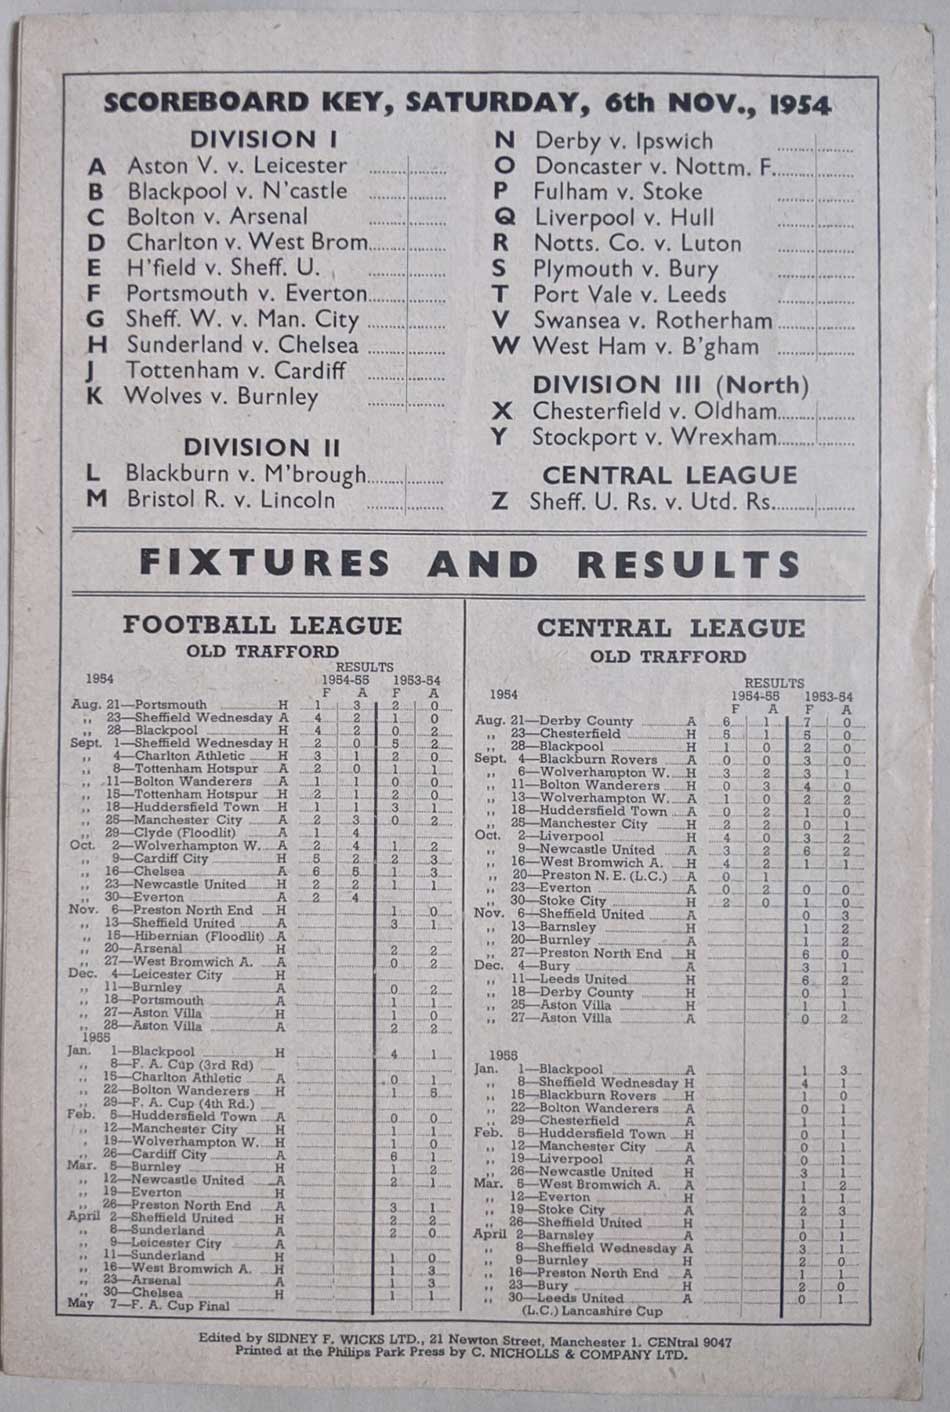 SCOREBOARD KEY, SATURDAY, 6th NOV., 1954
DIVISION I
A Aston V. v. Leicester
B Blackpool v. N'castle
C Bolton v. Arsenal
D Charlton v. West Brom.
E H'field v. Sheff. U.
F Portsmouth v. Everton
G Sheff. W. v. Man. City
H Sunderland v. Chelsea
J Tottenham v. Cardiff
K Wolves v. Burnley
DIVISION II
L Blackburn v. M'brough
M Bristol R. v. Lincoln
N Derby v. Ipswich
O Doncaster v. Nottm. F.
P Fulham v. Stoke
Q Liverpool v. Hull
R Notts. Co. v. Luton
S Plymouth v. Bury
T Port Vale v. Leeds
V Swansea v. Rotherham
W West Ham v. B'gham
DIVISION III (North)
X Chesterfield v. Oldham
Y Stockport v. Wrexham
CENTRAL LEAGUE
Z Sheff. U. Rs. v. Utd. Rs.
FIXTURES AND RESULTS
FOOTBALL LEAGUE
OLD TRAFFORD
RESULTS
1954 1954-55 1953-54
F A F A
Aug. 21—Portsmouth H 1 3 2 0
,, 23—Sheffield Wednesday A 4 2 1 0
,, 28—Blackpool H 4 2 0 2
Sept. 1—Sheffield Wednesday H 2 0 5 2
,, 4—Charlton Athletic H 3 1 2 0
,, 8—Tottenham Hotspur A 2 0 1 1
,, 11—Bolton Wanderers A 1 1 0 0
,, 15—Tottenham Hotspur H 2 1 2 0
,, 18—Huddersfield Town H 1 1 3 1
,, 25—Manchester City A 2 3 0 2
,, 29—Clyde (Floodlit) A 1 4
Oct. 2—Wolverhampton W. A 2 4 1 2
,, 9—Cardiff City H 5 2 2 3
,, 16—Chelsea A 6 5 1 3
,, 23—Newcastle United H 2 2 1 1
,, 30—Everton A 2 4
Nov. 6—Preston North End H 1 0
,, 13—Sheffield United A 3 1
,, 15—Hibernian (Floodlit) A
,, 20—Arsenal H 2 2
,, 27—West Bromwich A. A 0 2
Dec. 4—Leicester City H
,, 11—Burnley A 0 2
,, 18—Portsmouth A 1 1
,, 27—Aston Villa H 1 0
,, 28—Aston Villa A 2 2
1955
Jan. 1—Blackpool H 4 1
,, 8—F. A. Cup (3rd Rd)
,, 15—Charlton Athletic A 0 1
,, 22—Bolton Wanderers H 1 5
,, 29—F. A. Cup (4th Rd.)
Feb. 5—Huddersfield Town A 0 0
,, 12—Manchester City H 1 1
, 19—Wolverhampton W. H 1 0
,, 26—Cardiff City A 6 1
Mar. 5—Burnley H 1 2
,, 12—Newcastle United A 2 1
,, 19—Everton H
,, 26—Preston North End A 3 1
April 2—Sheffield United H 2 2
,, 8—Sunderland A 2 0
,, 9—Leicester City A
,, 11—Sunderland H 1 0
,, 16—West Bromwich A. H 1 3
,, 23—Arsenal A 1 3
,, 30—Chelsea H 1 1
May 7—F. A. Cup Final
CENTRAL LEAGUE
OLD TRAFFORD
RESULTS
1954 1954-55 1953-54
F A F A
Aug. 21—Derby County A 6 1 7 0
,, 23—Chesterfield H 5 1 5 0
,, 28—Blackpool H 1 0 2 0
Sept. 4—Blackburn Rovers A 0 0 3 0
,, 6—Wolverhampton W. H 3 2 3 1
,, 11—Bolton Wanderers H 0 3 4 0
,, 13—Wolverhampton W. A 1 0 2 2
,, 18—Huddersfield Town A 0 2 1 0
,, 25—Manchester City H 2 2 0 1
Oct. 2—Liverpool H 4 0 3 2
,, 9—Newcastle United A 3 2 6 2
,, 16—West Bromwich A. H 4 2 1 1
,, 20—Preston N. E. (L.C.) A 0 1
,, 23—Everton A 0 2 0 0
,, 30—Stoke City H 2 0 1 0
Nov. 6—Sheffield United A 0 3
,, 13—Barnsley H 1 2
,, 20—Burnley A 1 2
,, 27—Preston North End H 6 0
Dec. 4—Bury A 3 1
,, 11—Leeds United H 6 2
,, 18—Derby County H 0 1
,, 25—Aston Villa H 1 1
,, 27—Aston Villa A 0 2
1955
Jan. 1—Blackpool A 1 3
,, 8—Sheffield Wednesday H 4 1
,, 15—Blackburn Rovers H 1 0
,, 22—Bolton Wanderers A 0 1
,, 29—Chesterfield A 1 1
Feb. 5—Huddersfield Town H 0 1
,, 12—Manchester City A 0 1
,, 19—Liverpool A 0 1
,, 26—Newcastle United H 3 1
Mar. 5—West Bromwich A. A 1 2
,, 12—Everton H 1 1
,, 19—Stoke City A 2 3
,, 26—Sheffield United H 1 1
April 2—Barnsley A 0 1
,, 8—Sheffield Wednesday A 3 1
,, 9—Burnley H 2 0
,, 16—Preston North End A 1 1
,, 23—Bury H 2 0
,, 30—Leeds United A 0 1
(L.C.) Lancashire Cup
Edited by SIDNEY F. WICKS LTD., 21 Newton Street, Manchester 1. CENtral 9047
Printed at the Philips Park Press by C. NICHOLLS & COMPANY LTD.